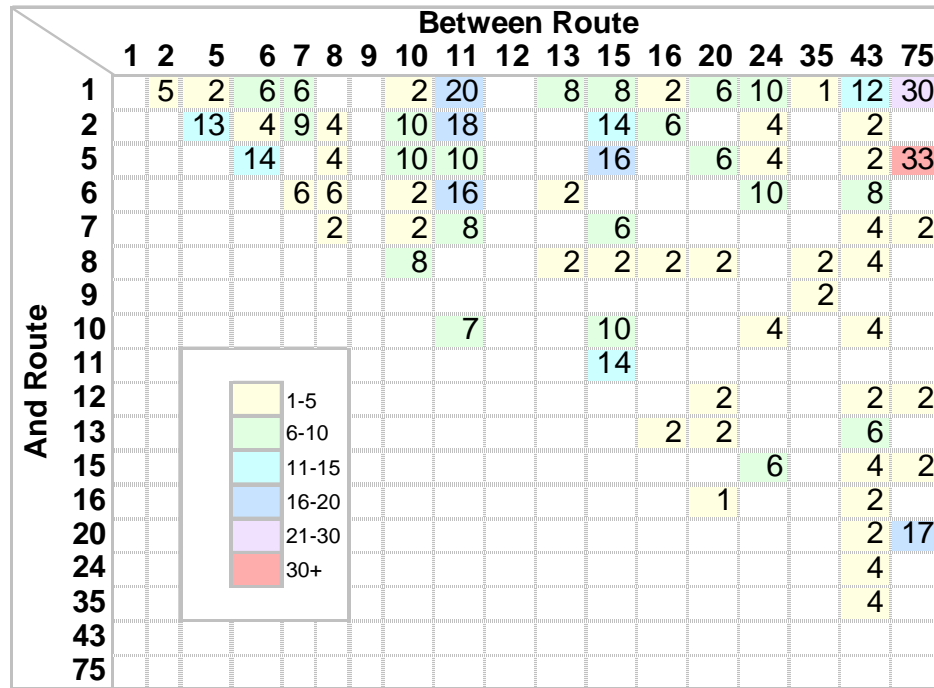 Between Route
1 2 5 6 7 8 9 10 11 12 13 15 16 20 24 35 43 75
And Route
1 5 2 6 6 2 20 8 8 2 6 10 1 12 30
2 13 4 9 4 10 18 14 6 4 2
5 14 4 10 10 16 6 4 2 33
6 6 6 2 16 2 10 8
7 2 2 8 6 4 2
8 8 2 2 2 2 2 4
9 2
10 7 10 4 4
11 14
12 2 2 2
13 2 2 6
15 6 4 2
16 1 2
20 2 17
24 4
35 4
43
75
1-5
6-10
11-15
16-20
21-30
30+